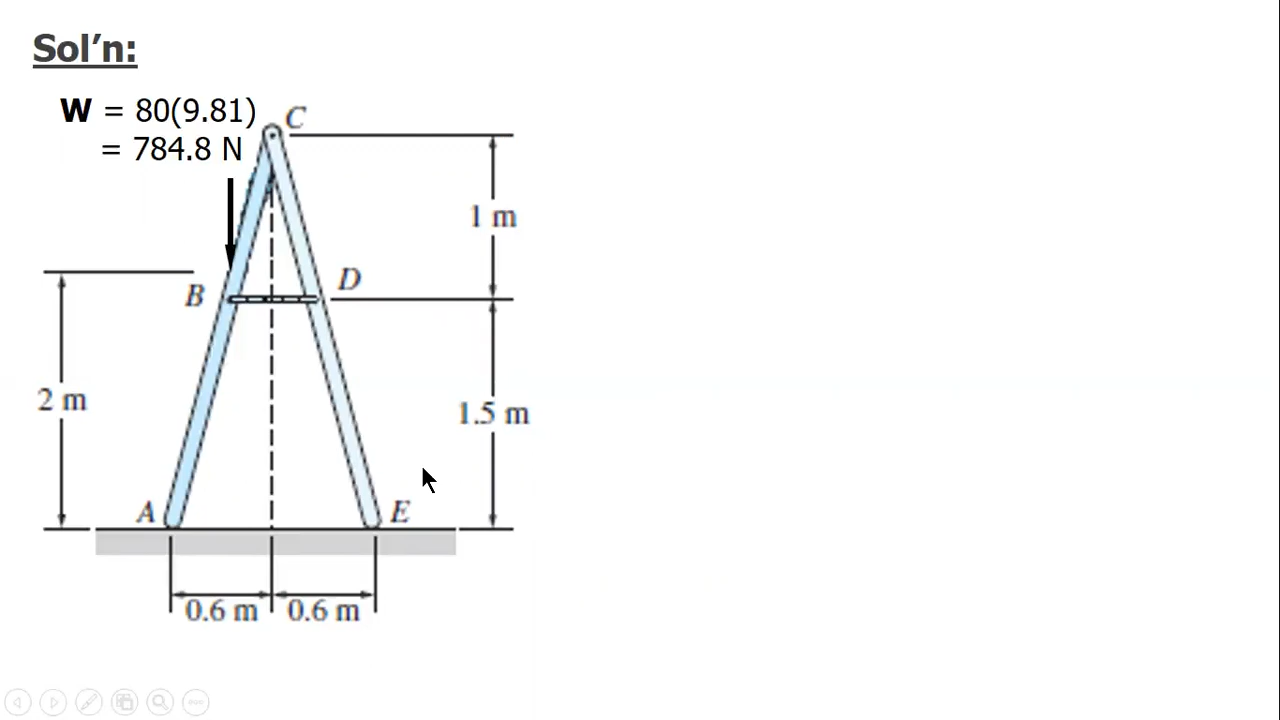 Sol’n:
W = 80(9.81)
= 784.8 N
C
1 m
B
D
2 m
1.5 m
A
E
0.6 m
0.6 m